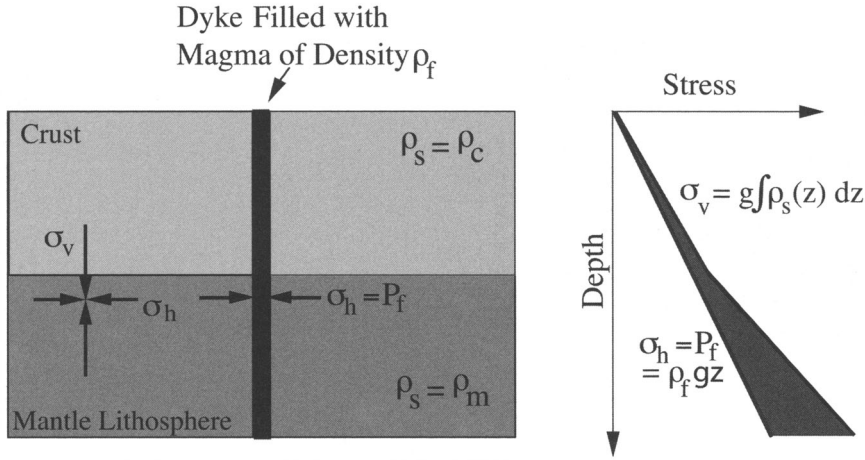 Dyke Filled with
Magma of Density ρf
Crust
ρs = ρc
σv
σh
σh = Pf
ρs = ρm
Mantle Lithosphere
Stress
Depth
σv = g∫ρs(z) dz
σh = Pf
= ρf gz